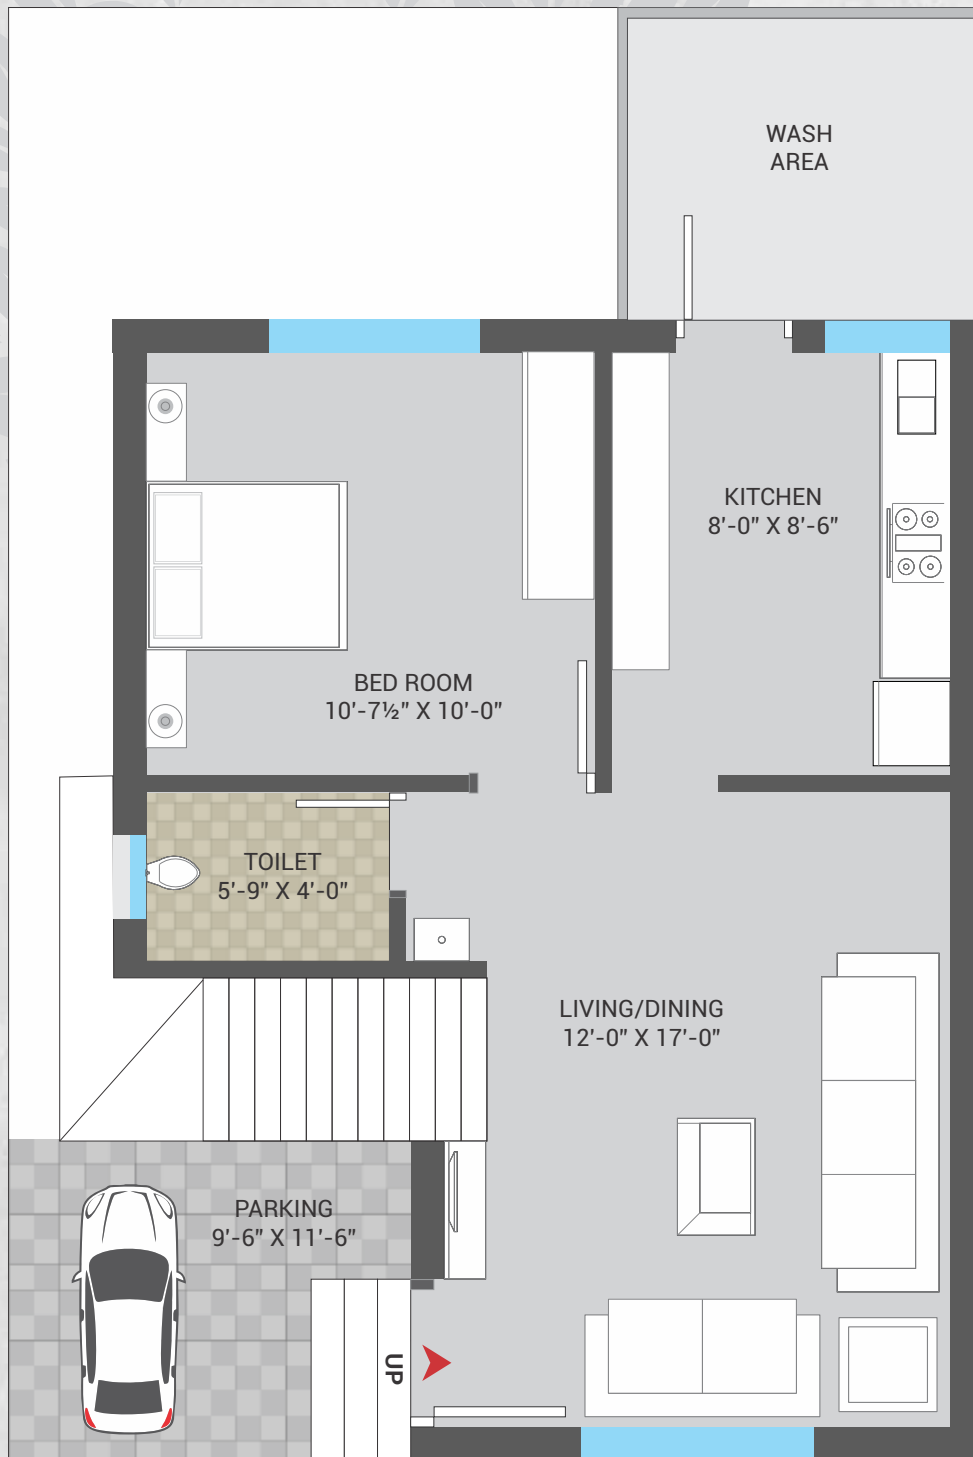 WASH
AREA
KITCHEN
8'-0" X 8'-6"
BED ROOM
10'-7½" X 10'-0"
TOILET
5'-9" X 4'-0"
LIVING/DINING
12'-0" X 17'-0"
PARKING
9'-6" X 11'-6"
UP